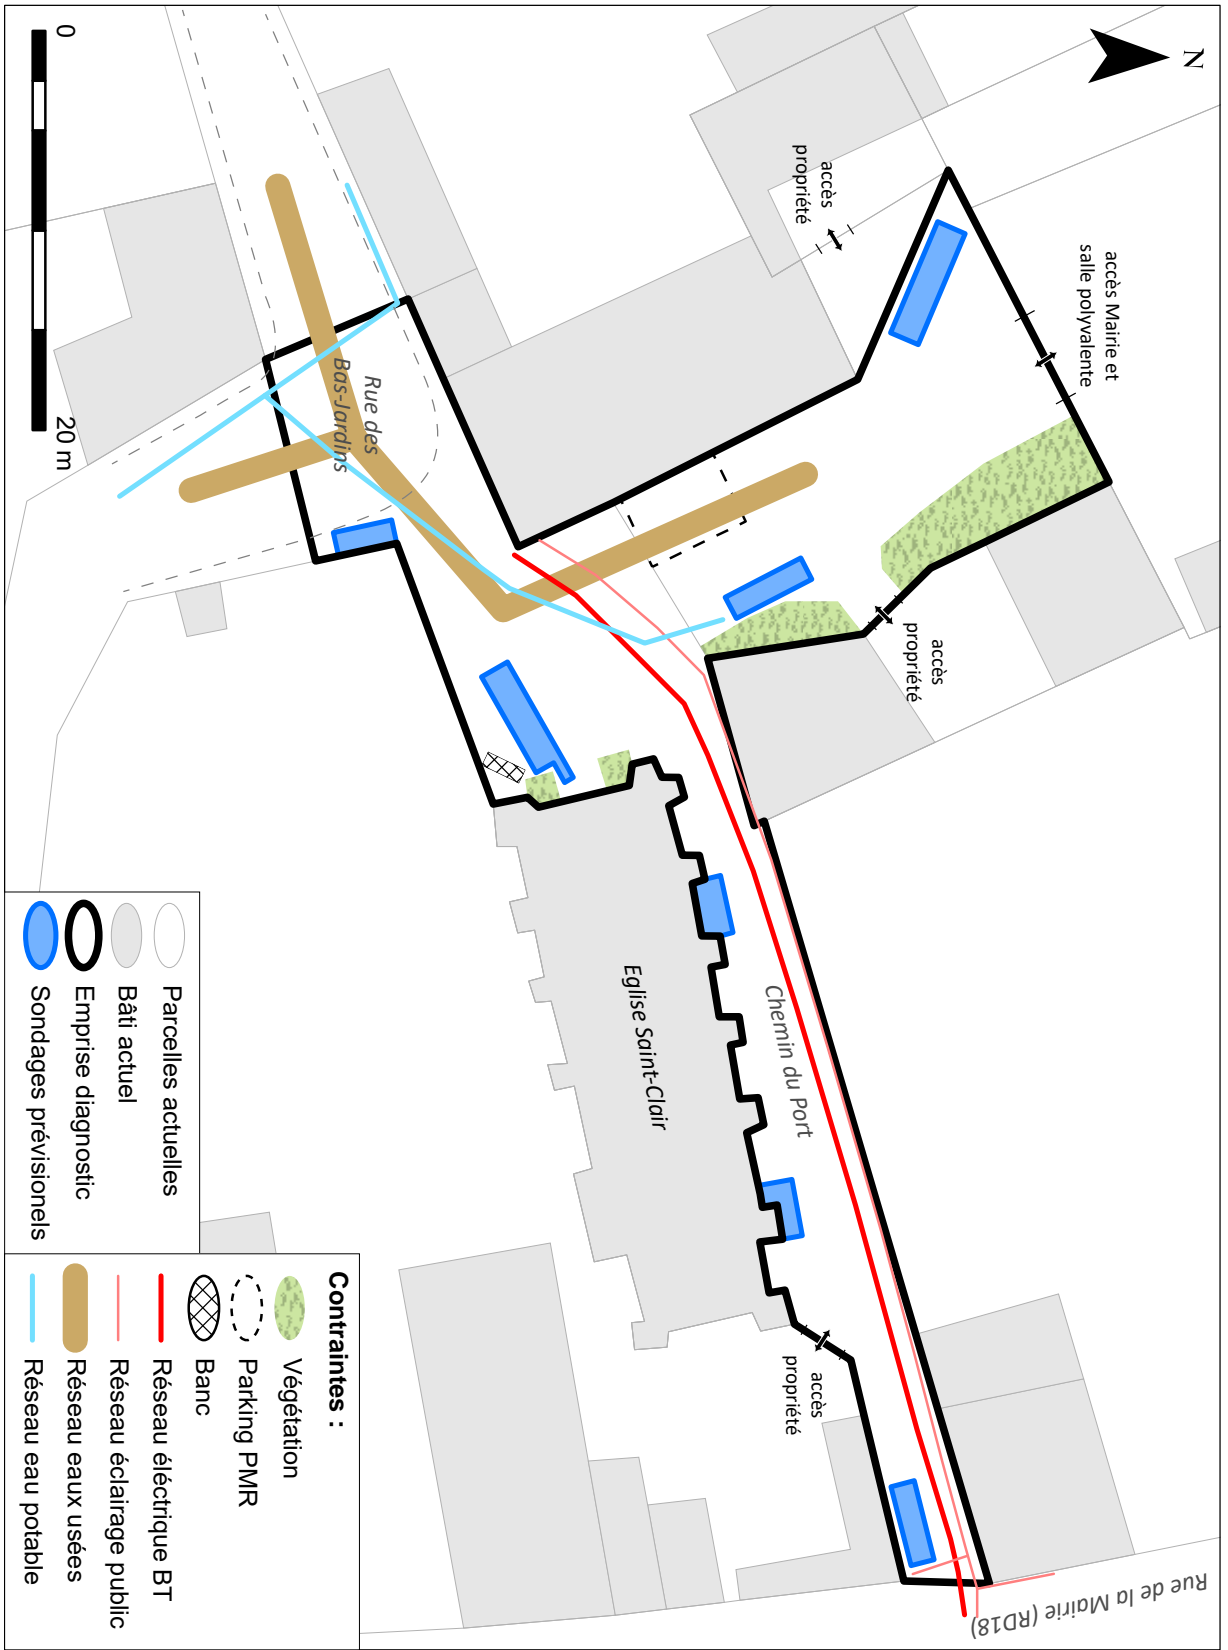 N
0
20 m
accès
propriété
accès Mairie et
salle polyvalente
Rue des
Bas-Jardins
accès
propriété
Eglise Saint-Clair
Chemin du Port
accès
propriété
Rue de la Mairie (RD18)
Parcelles actuelles
Bâti actuel
Emprise diagnostic
Sondages prévisionels
Contraintes :
Végétation
Parking PMR
Banc
Réseau éléctrique BT
Réseau éclairage public
Réseau eaux usées
Réseau eau potable